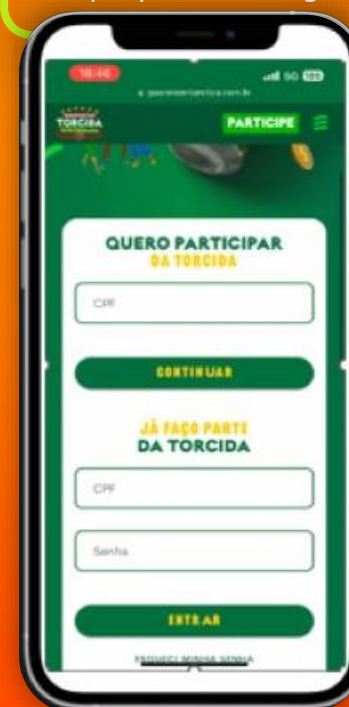 16:46
5G 100
TORCIDA
PARTICIPE
QUERO PARTICIPAR
DA TORCIDA
CPF
CONTINUAR
JÁ FAÇO PARTE
DA TORCIDA
CPF
Senha
ENTRAR
ESQUECI MINHA SENHA